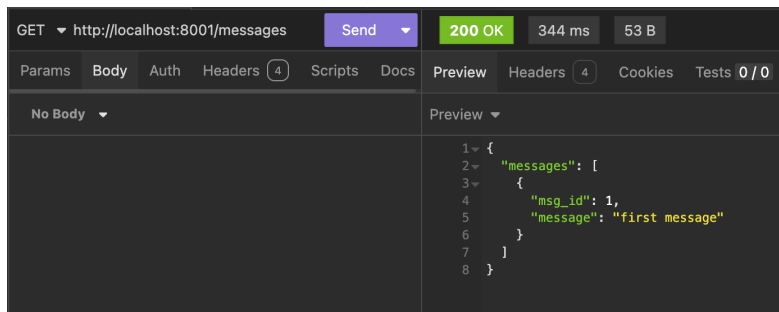 GET http://localhost:8001/messages Send
Params Body Auth Headers 4 Scripts Docs
No Body
200 OK 344 ms 53 B
Preview Headers 4 Cookies Tests 0 / 0
Preview
1 {
2 "messages": [
3 {
4 "msg_id": 1,
5 "message": "first message"
6 }
7 ]
8 }